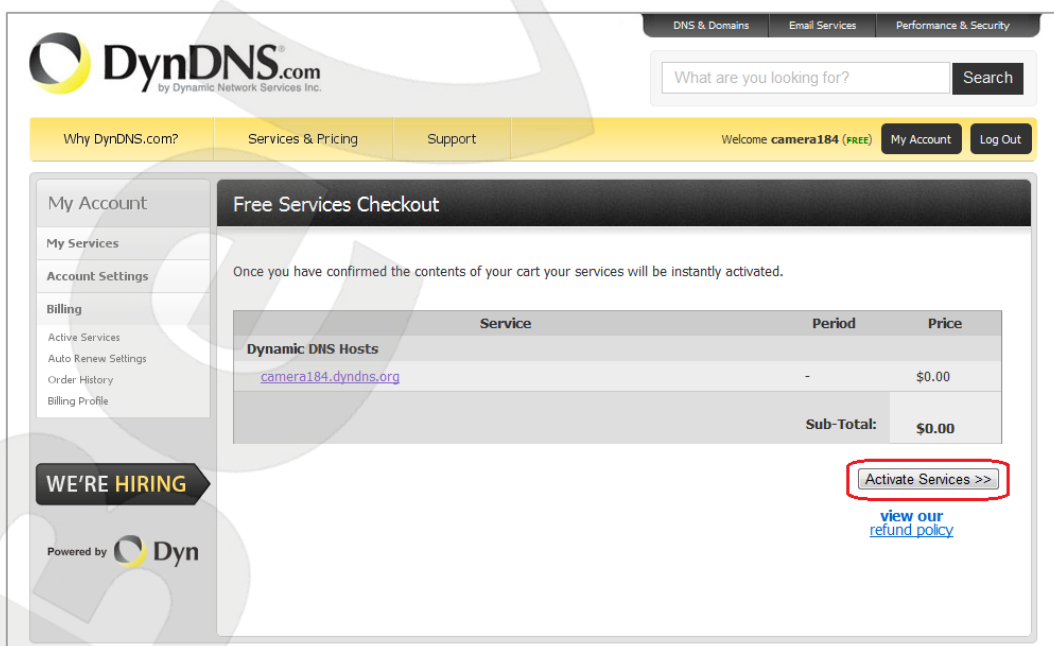 DNS & Domains Email Services Performance & Security
DynDNS.com
by Dynamic Network Services Inc.
What are you looking for? Search
Why DynDNS.com? Services & Pricing Support Welcome camera184 (FREE) My Account Log Out
My Account
My Services
Account Settings
Billing
Active Services
Auto Renew Settings
Order History
Billing Profile
WE'RE HIRING
Powered by Dyn
Free Services Checkout
Once you have confirmed the contents of your cart your services will be instantly activated.
Service Period Price
Dynamic DNS Hosts
camera184.dyndns.org - $0.00
Sub-Total: $0.00
Activate Services >>
view our
refund policy